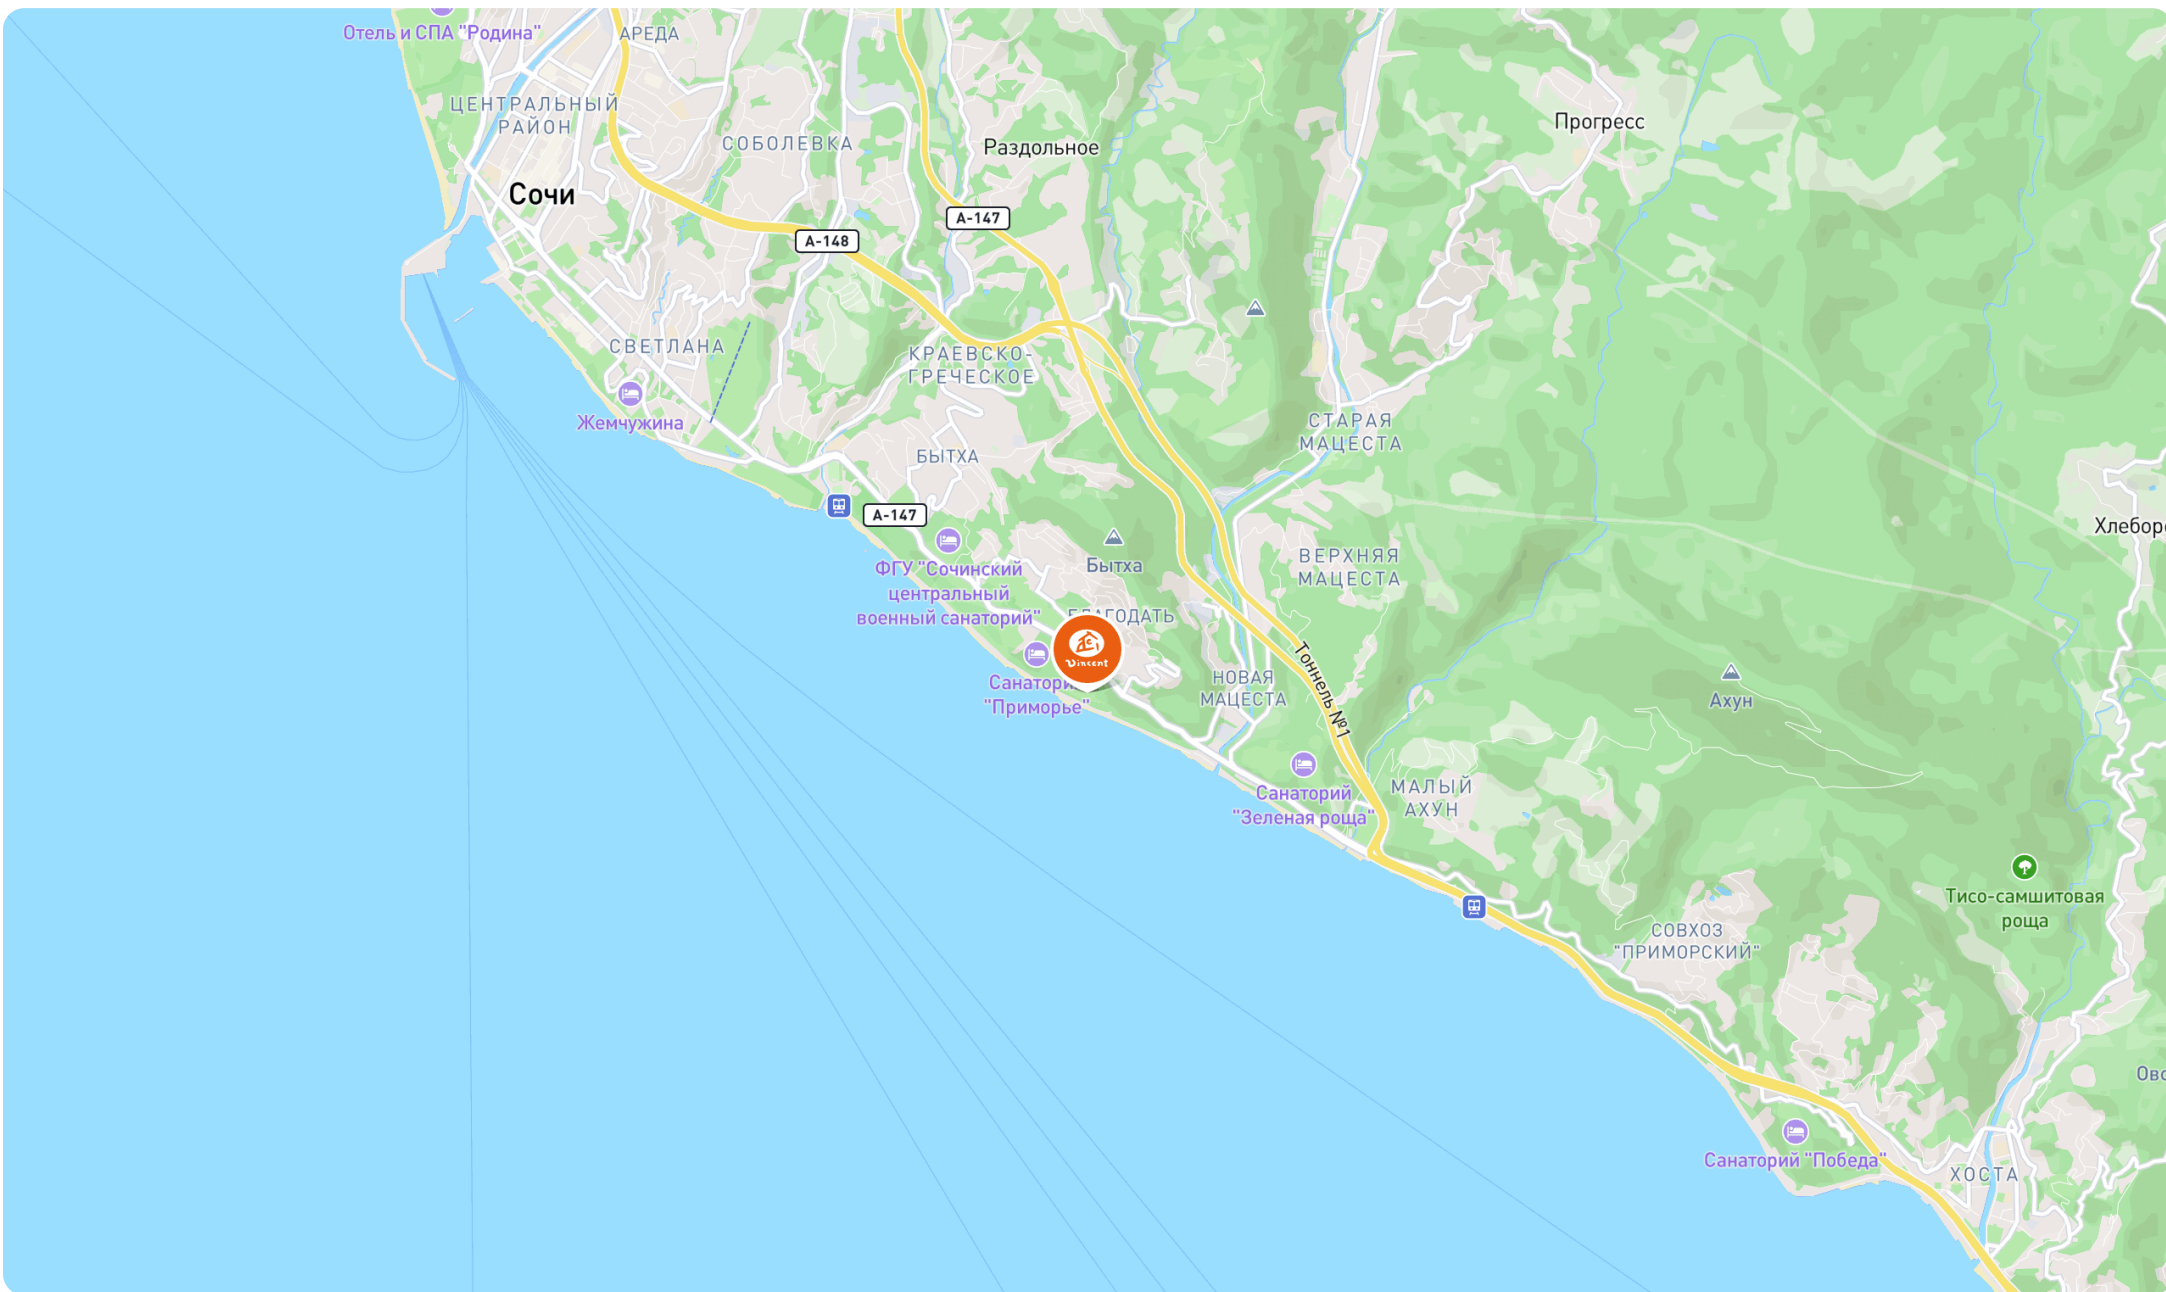 Отель и СПА "Родина"
АРЕДА
ЦЕНТРАЛЬНЫЙ
РАЙОН
СОБОЛЕВКА
Раздольное
Прогресс
Сочи
А-147
А-148
СВЕТЛАНА
КРАЕВСКО-
ГРЕЧЕСКОЕ
Жемчужина
СТАРАЯ
МАЦЕСТА
БЫТХА
А-147
Хлебор
ВЕРХНЯЯ
МАЦЕСТА
Бытха
ФГУ "Сочинский
центральный
военный санаторий"
БЛАГОДАТЬ
Vincent
Санатори
"Приморье"
НОВАЯ
МАЦЕСТА
Тоннель №1
Ахун
Санаторий
"Зеленая роща"
МАЛЫЙ
АХУН
Тисо-самшитовая
роща
СОВХОЗ
"ПРИМОРСКИЙ"
Ово
Санаторий "Победа"
ХОСТА